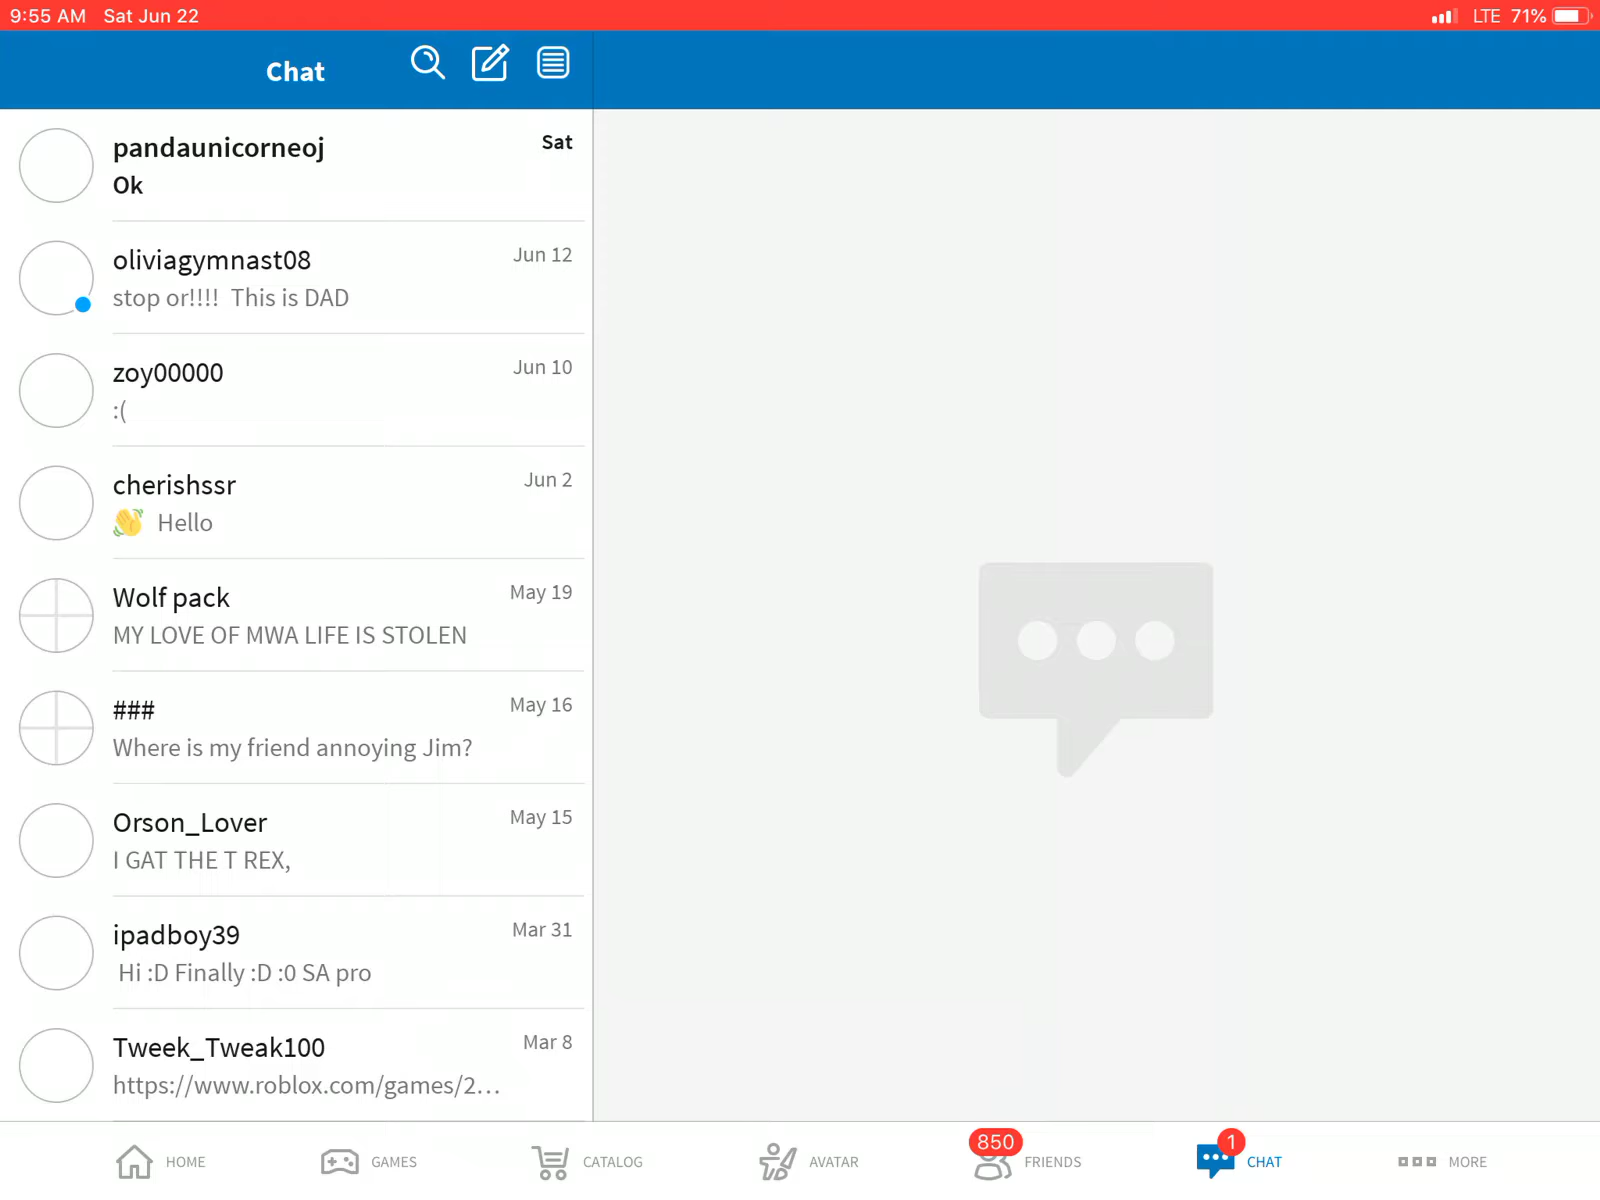 9:55 AM Sat Jun 22 LTE 71%
Chat
pandaunicorneoj Sat
Ok
oliviagymnast08 Jun 12
stop or!!!! This is DAD
zoy00000 Jun 10
:(
cherishssr Jun 2
👋 Hello
Wolf pack May 19
MY LOVE OF MWA LIFE IS STOLEN
### May 16
Where is my friend annoying Jim?
Orson_Lover May 15
I GAT THE T REX,
ipadboy39 Mar 31
Hi :D Finally :D :0 SA pro
Tweek_Tweak100 Mar 8
https://www.roblox.com/games/2...
HOME GAMES CATALOG AVATAR 850 FRIENDS 1 CHAT MORE